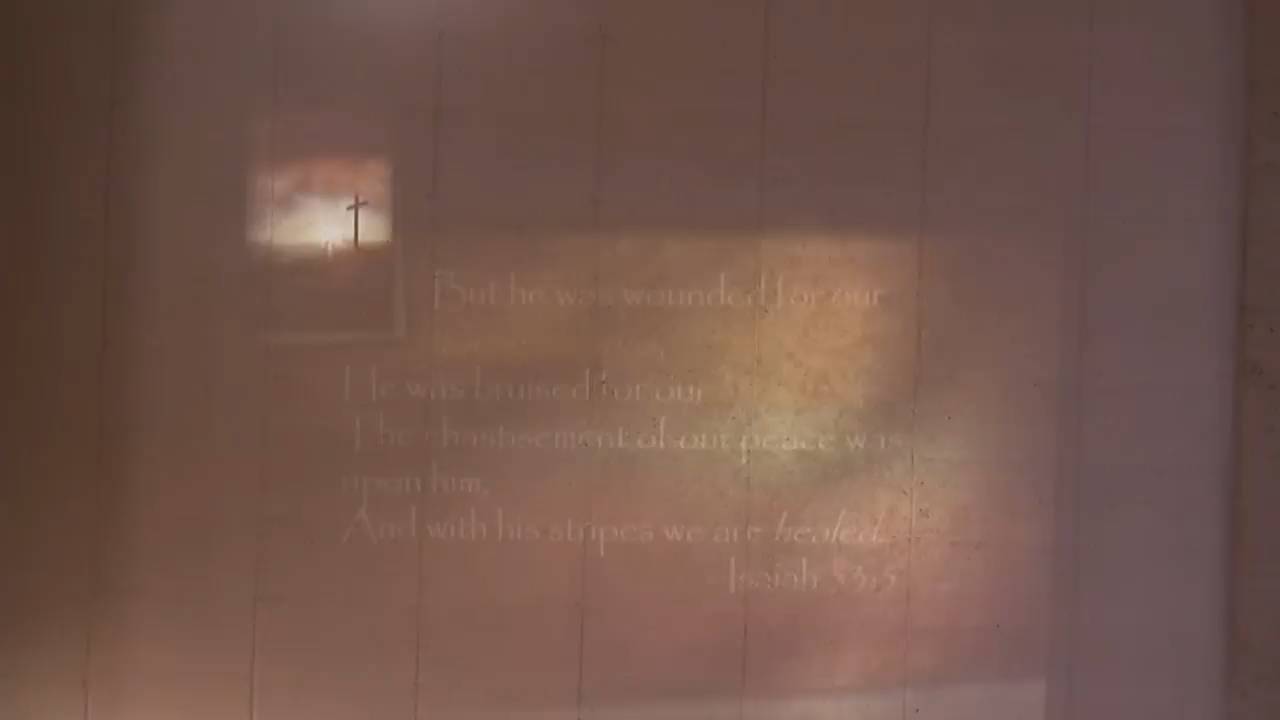 But he was wounded for our
He was bruised for our
The chastisement of our peace was
upon him,
And with his stripes we are healed.
Isaiah 53:5